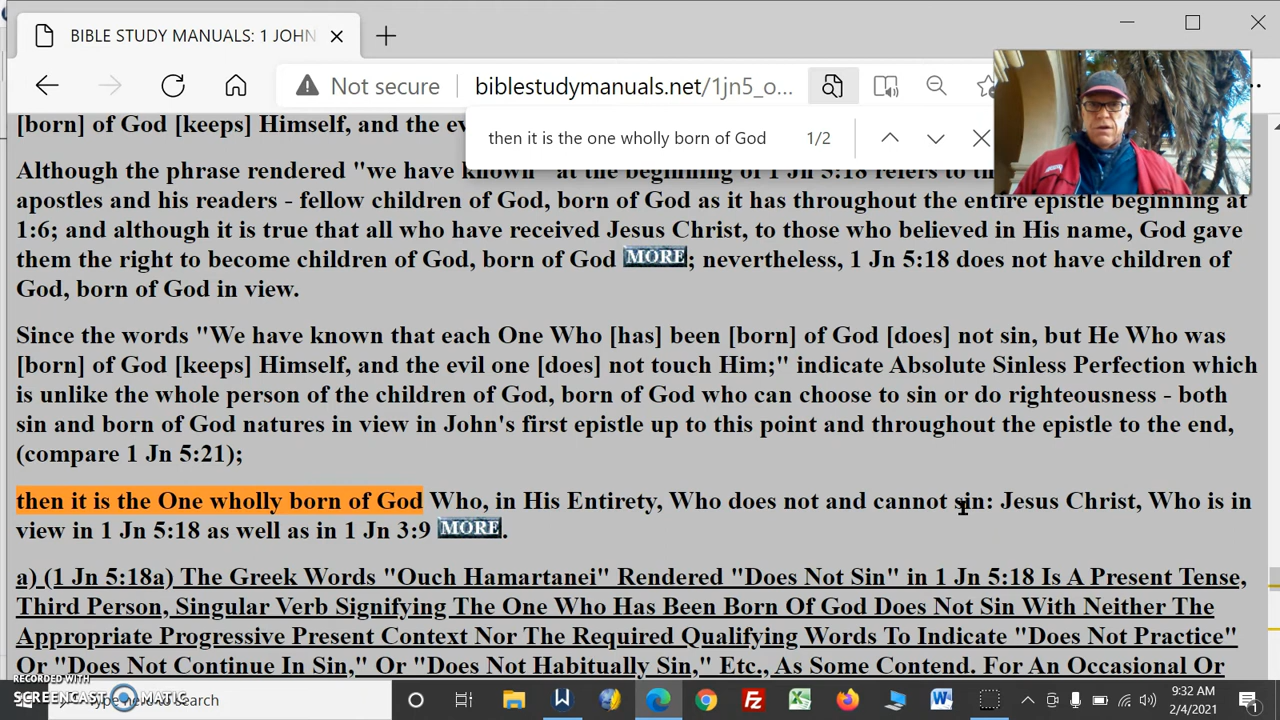 BIBLE STUDY MANUALS: 1 JOHN
Not secure
biblestudymanuals.net/1jn5_o...
then it is the one wholly born of God 1/2
[born] of God [keeps] Himself, and the ev
Although the phrase rendered "we have known" at the beginning of 1 Jn 5:18 refers to th
apostles and his readers - fellow children of God, born of God as it has throughout the entire epistle beginning at
1:6; and although it is true that all who have received Jesus Christ, to those who believed in His name, God gave
them the right to become children of God, born of God MORE; nevertheless, 1 Jn 5:18 does not have children of
God, born of God in view.
Since the words "We have known that each One Who [has] been [born] of God [does] not sin, but He Who was
[born] of God [keeps] Himself, and the evil one [does] not touch Him;" indicate Absolute Sinless Perfection which
is unlike the whole person of the children of God, born of God who can choose to sin or do righteousness - both
sin and born of God natures in view in John's first epistle up to this point and throughout the epistle to the end,
(compare 1 Jn 5:21);
then it is the One wholly born of God Who, in His Entirety, Who does not and cannot sin: Jesus Christ, Who is in
view in 1 Jn 5:18 as well as in 1 Jn 3:9 MORE.
a) (1 Jn 5:18a) The Greek Words "Ouch Hamartanei" Rendered "Does Not Sin" in 1 Jn 5:18 Is A Present Tense,
Third Person, Singular Verb Signifying The One Who Has Been Born Of God Does Not Sin With Neither The
Appropriate Progressive Present Context Nor The Required Qualifying Words To Indicate "Does Not Practice"
Or "Does Not Continue In Sin," Or "Does Not Habitually Sin," Etc., As Some Contend. For An Occasional Or
RECORDED WITH
SCREENCAST MATIC
here to search
9:32 AM
2/4/2021
1